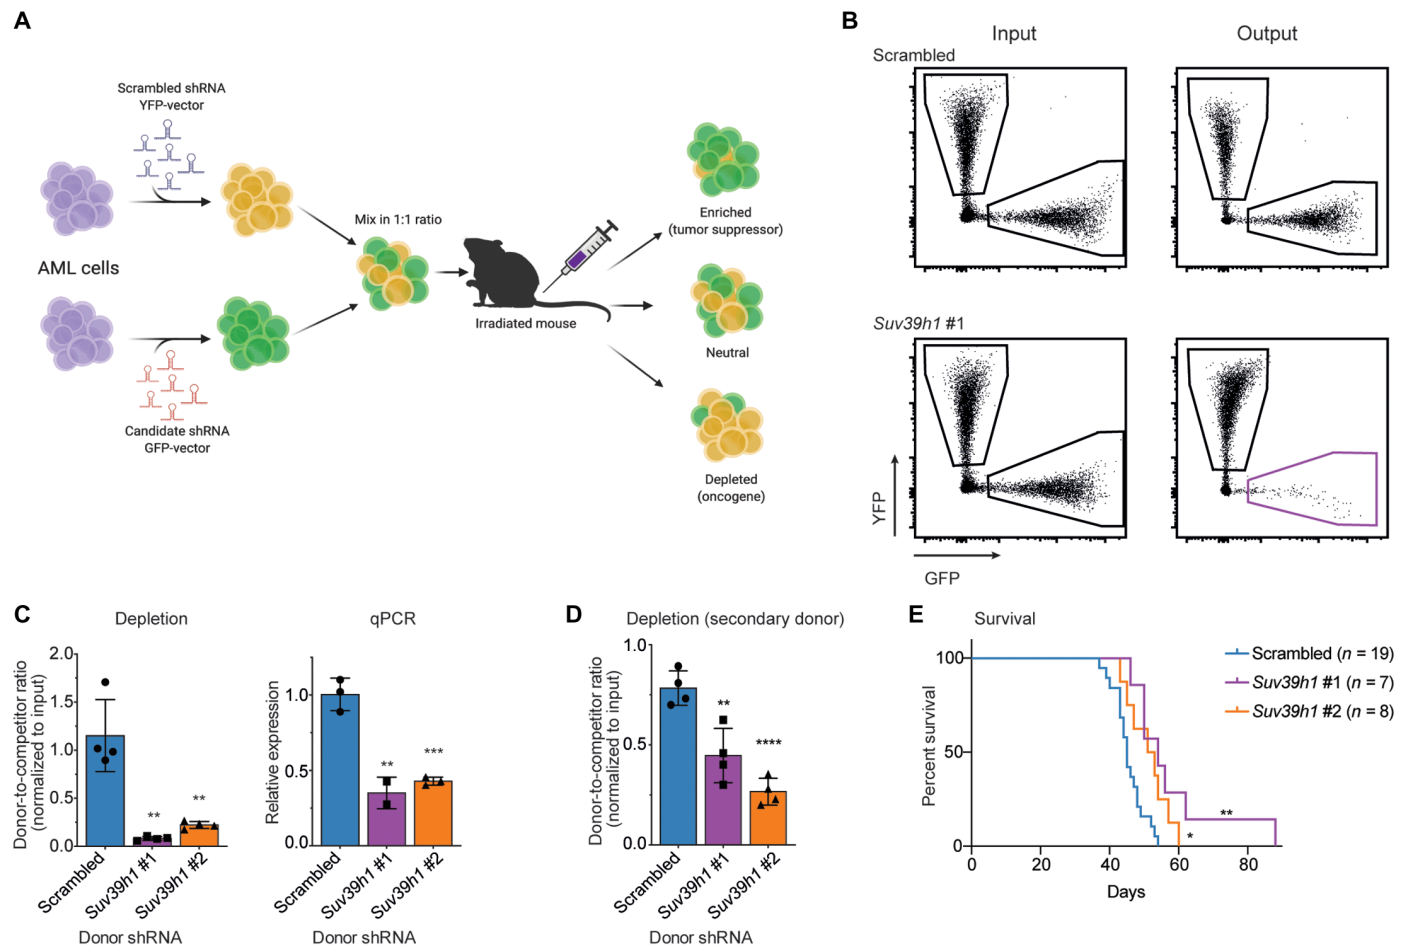 A
Scrambled shRNA
YFP-vector
AML cells
Mix in 1:1 ratio
Irradiated mouse
Candidate shRNA
GFP-vector
Enriched
(tumor suppressor)
Neutral
Depleted
(oncogene)
B
Input
Output
Scrambled
Suv39h1 #1
YFP
GFP
C
Depletion
Donor-to-competitor ratio
(normalized to input)
2.0
1.5
1.0
0.5
0.0
**
**
Scrambled
Suv39h1 #1
Suv39h1 #2
Donor shRNA
qPCR
Relative expression
1.0
0.5
0.0
**
***
Scrambled
Suv39h1 #1
Suv39h1 #2
Donor shRNA
D
Depletion (secondary donor)
Donor-to-competitor ratio
(normalized to input)
1.0
0.5
0.0
**
****
Scrambled
Suv39h1 #1
Suv39h1 #2
Donor shRNA
E
Survival
Percent survival
100
50
0
0 20 40 60 80
Days
**
*
Scrambled (n = 19)
Suv39h1 #1 (n = 7)
Suv39h1 #2 (n = 8)